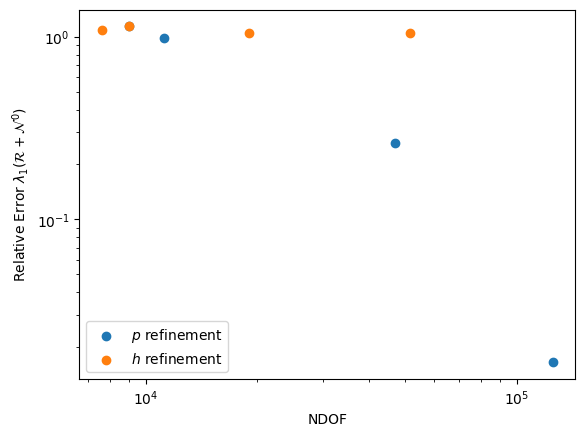 10⁰
10⁻¹
Relative Error λ₁(ℛ + 𝒩⁰)
p refinement
h refinement
10⁴
10⁵
NDOF